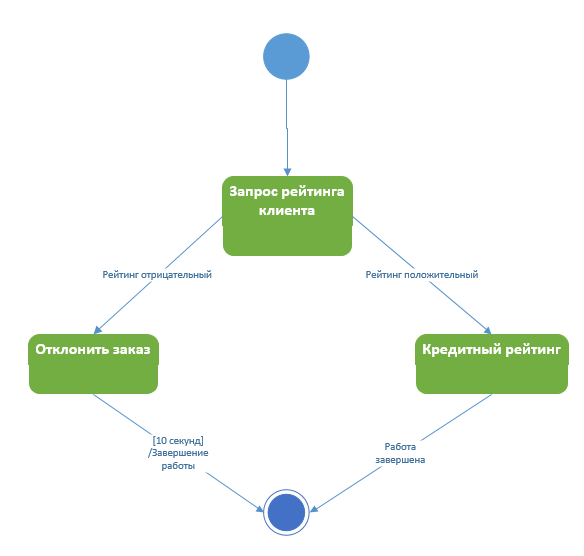 Запрос рейтинга
клиента
Рейтинг отрицательный
Рейтинг положительный
Отклонить заказ
Кредитный рейтинг
[10 секунд]
/Завершение
работы
Работа
завершена